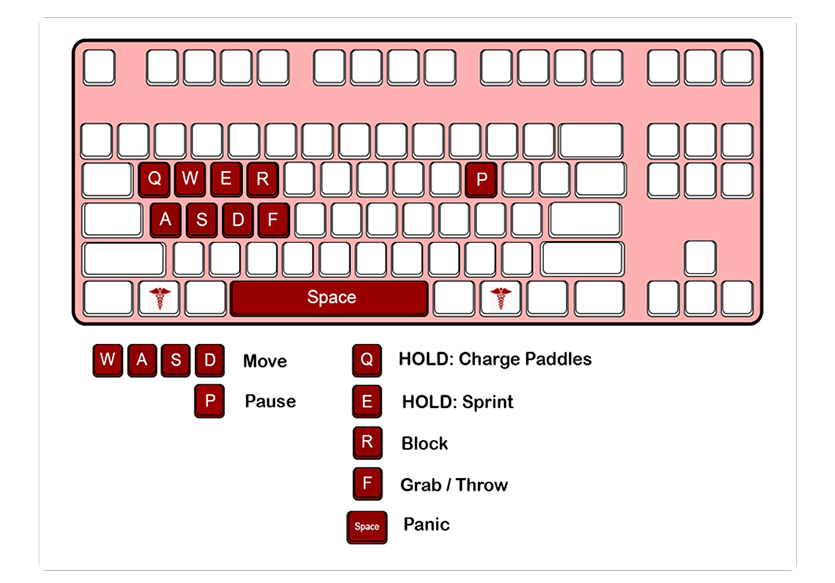 Q W E R P
A S D F
Space
W A S D Move
P Pause
Q HOLD: Charge Paddles
E HOLD: Sprint
R Block
F Grab / Throw
Space Panic